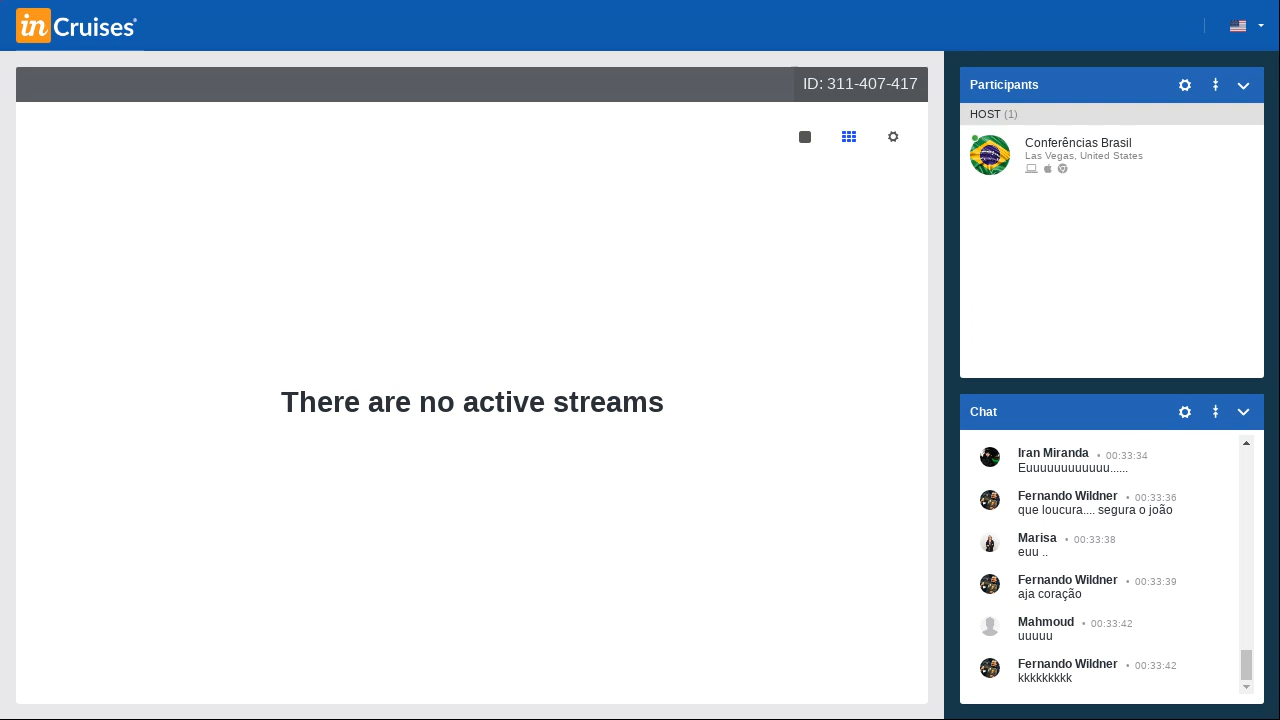 in Cruises®
ID: 311-407-417
There are no active streams
Participants
HOST (1)
Conferências Brasil
Las Vegas, United States
Chat
Iran Miranda • 00:33:34
Euuuuuuuuuuuu......
Fernando Wildner • 00:33:36
que loucura.... segura o joão
Marisa • 00:33:38
euu ..
Fernando Wildner • 00:33:39
aja coração
Mahmoud • 00:33:42
uuuuu
Fernando Wildner • 00:33:42
kkkkkkkkk